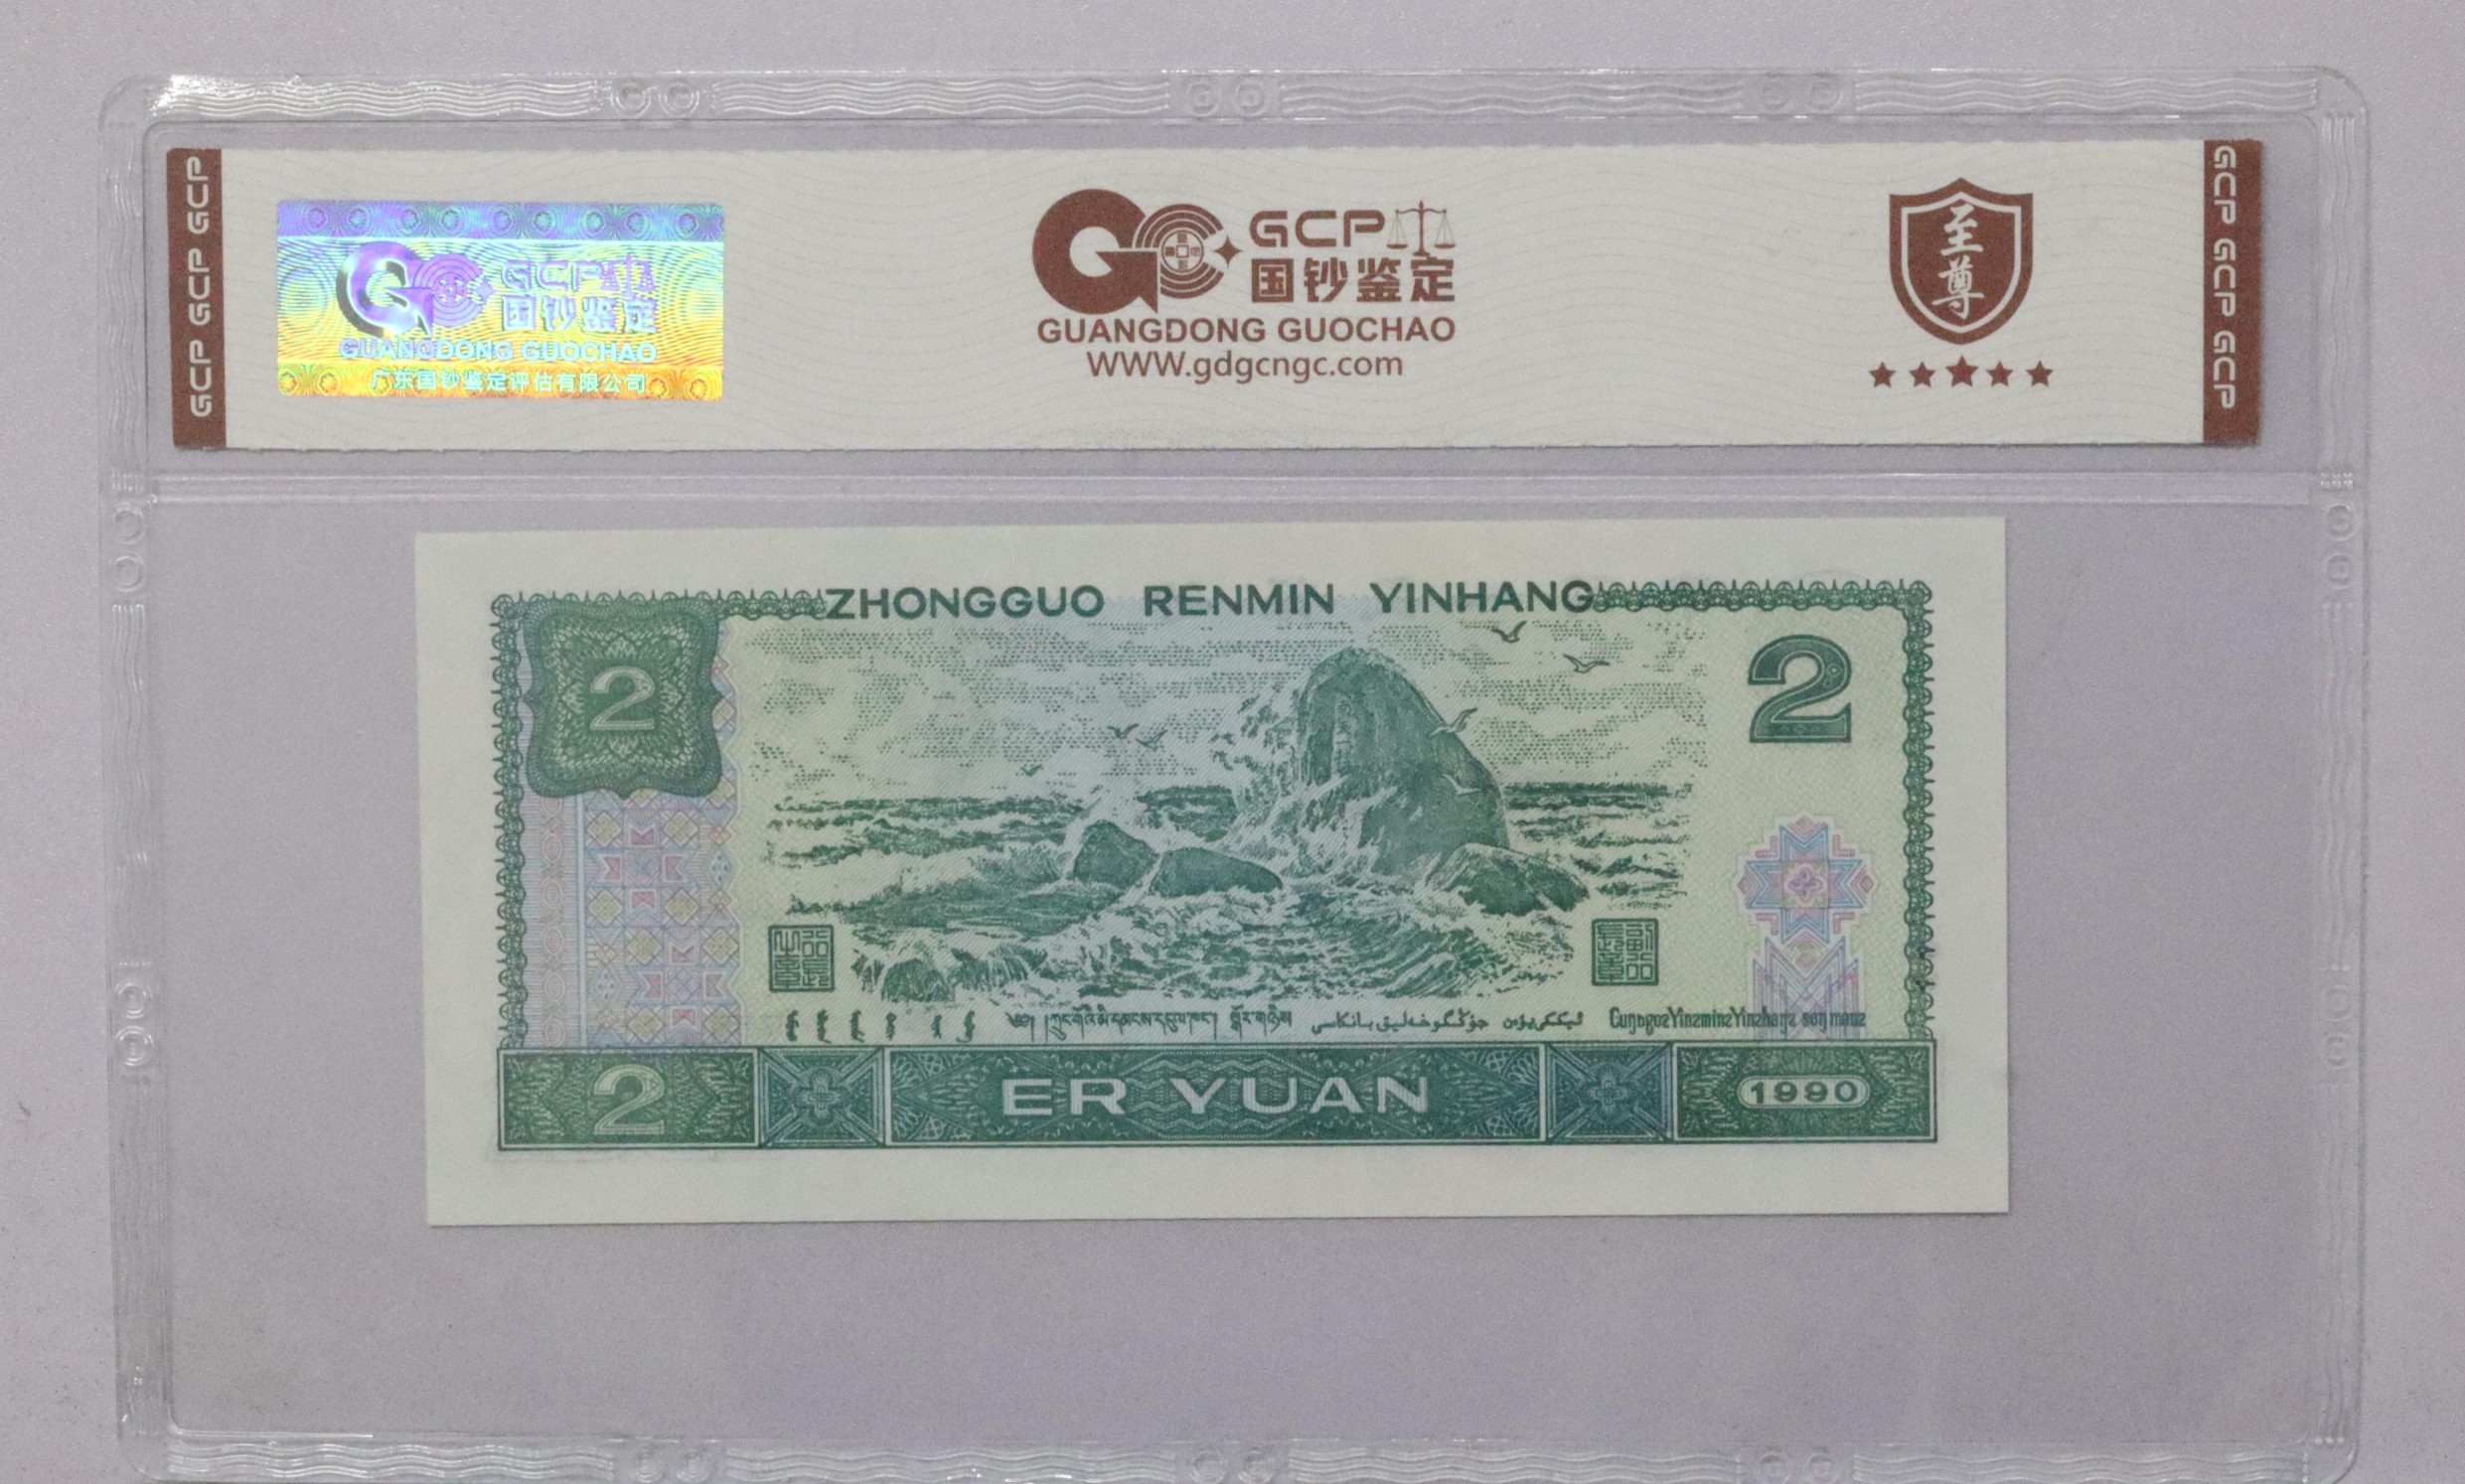 GCP GCP GCP
GCP
国钞鉴定
GUANGDONG GUOCHAO
广东国钞鉴定评估有限公司
GCP
国钞鉴定
GUANGDONG GUOCHAO
WWW.gdgcngc.com
至尊
GCP GCP GCP
ZHONGGUO RENMIN YINHANG
2
2
2
ER YUAN
1990